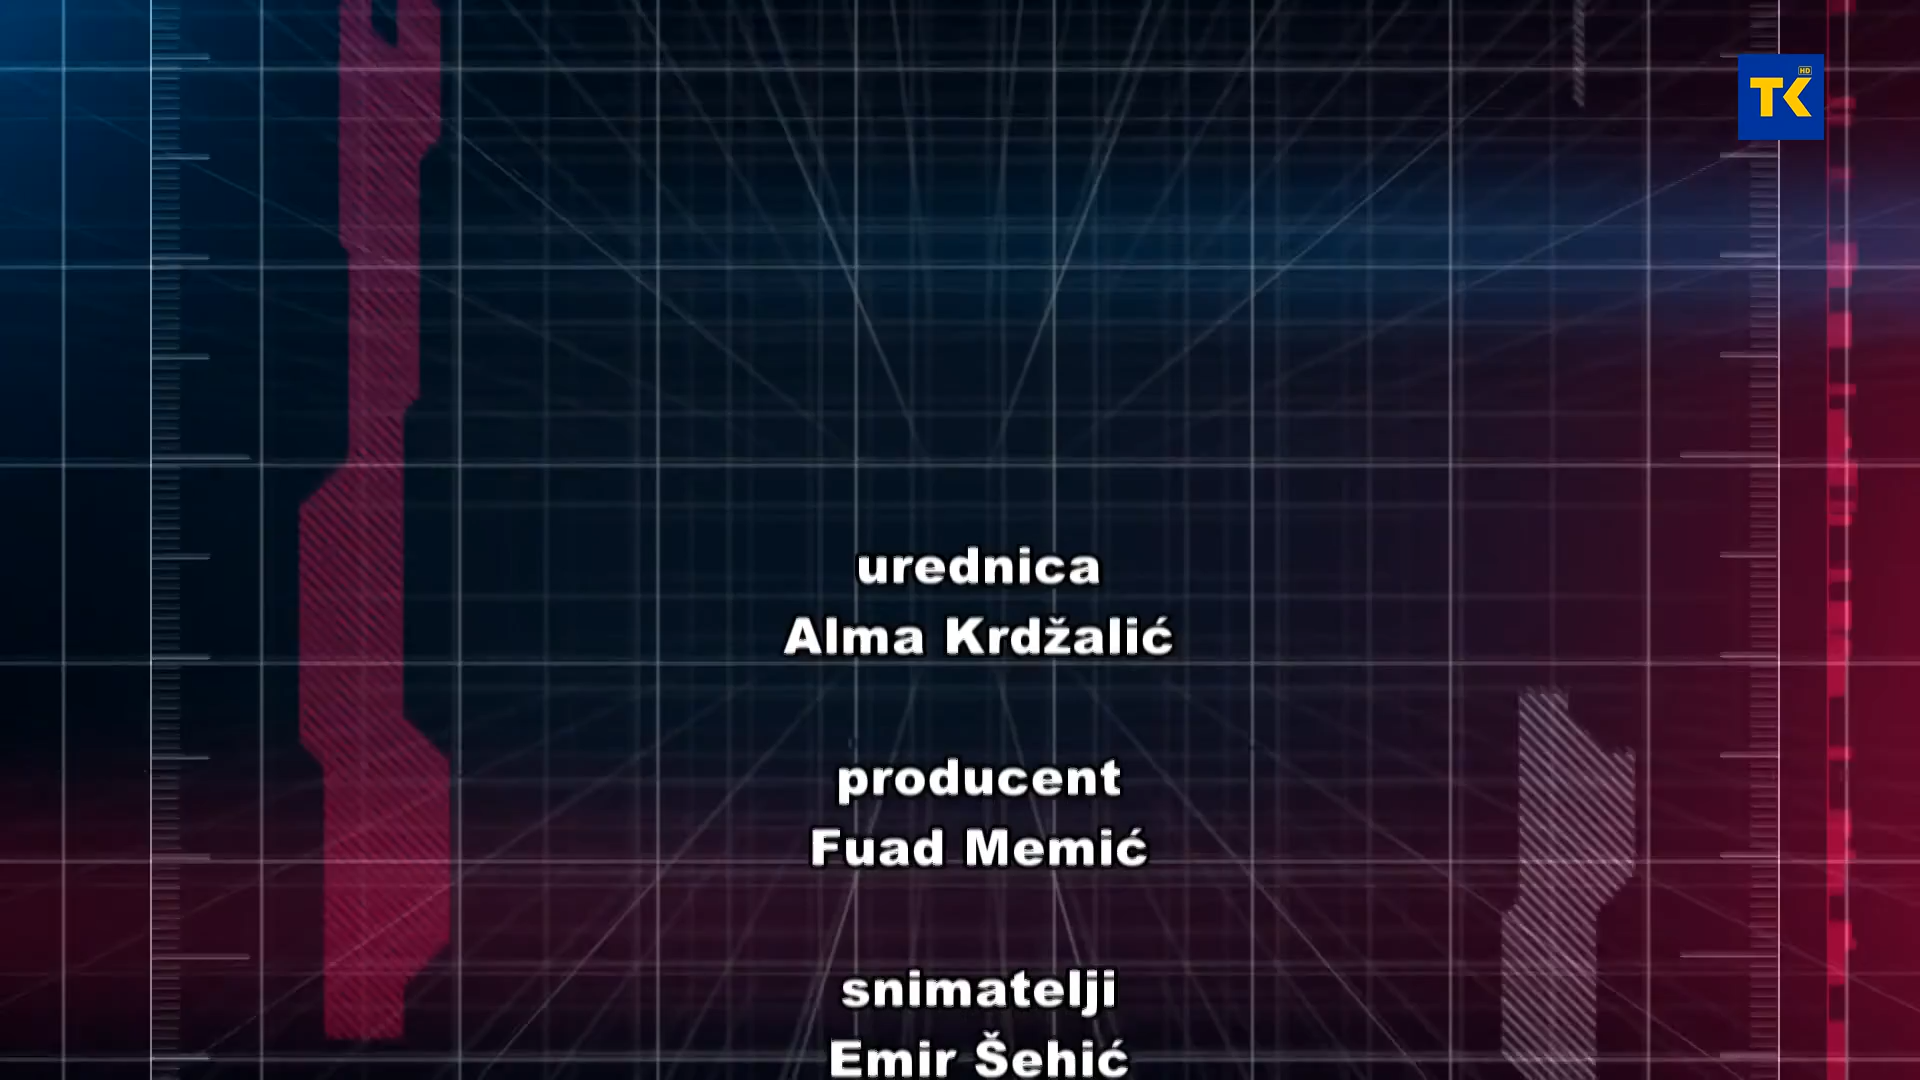 TK HD
urednica
Alma Krdžalić
producent
Fuad Memić
snimatelji
Emir Šehić